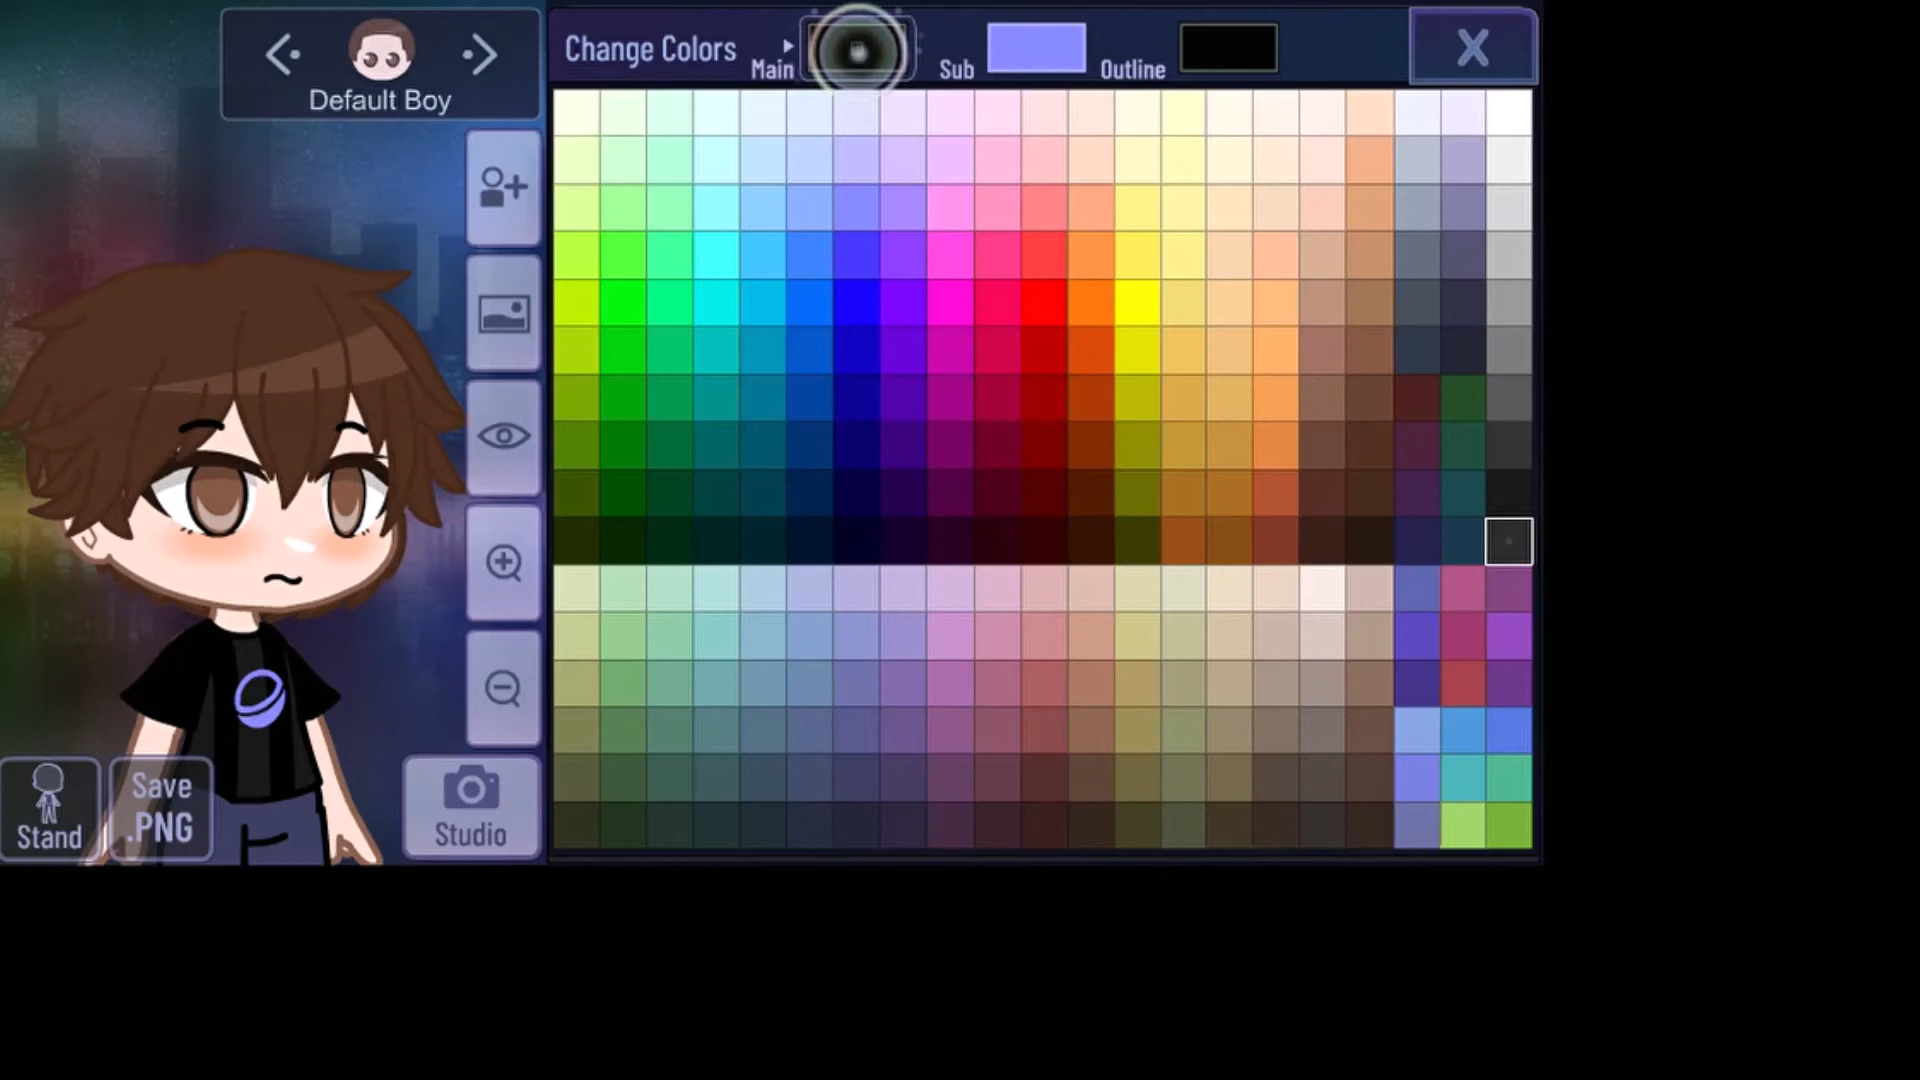 Default Boy
Change Colors
Main
Sub
Outline
X
Stand
Save
.PNG
Studio